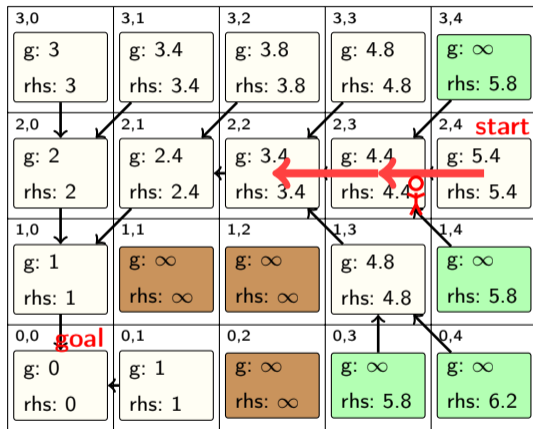 3,0 3,1 3,2 3,3 3,4
g: 3 g: 3.4 g: 3.8 g: 4.8 g: ∞
rhs: 3 rhs: 3.4 rhs: 3.8 rhs: 4.8 rhs: 5.8
2,0 2,1 2,2 2,3 2,4 start
g: 2 g: 2.4 g: 3.4 g: 4.4 g: 5.4
rhs: 2 rhs: 2.4 rhs: 3.4 rhs: 4.4 rhs: 5.4
1,0 1,1 1,2 1,3 1,4
g: 1 g: ∞ g: ∞ g: 4.8 g: ∞
rhs: 1 rhs: ∞ rhs: ∞ rhs: 4.8 rhs: 5.8
0,0 goal 0,1 0,2 0,3 0,4
g: 0 g: 1 g: ∞ g: ∞ g: ∞
rhs: 0 rhs: 1 rhs: ∞ rhs: 5.8 rhs: 6.2